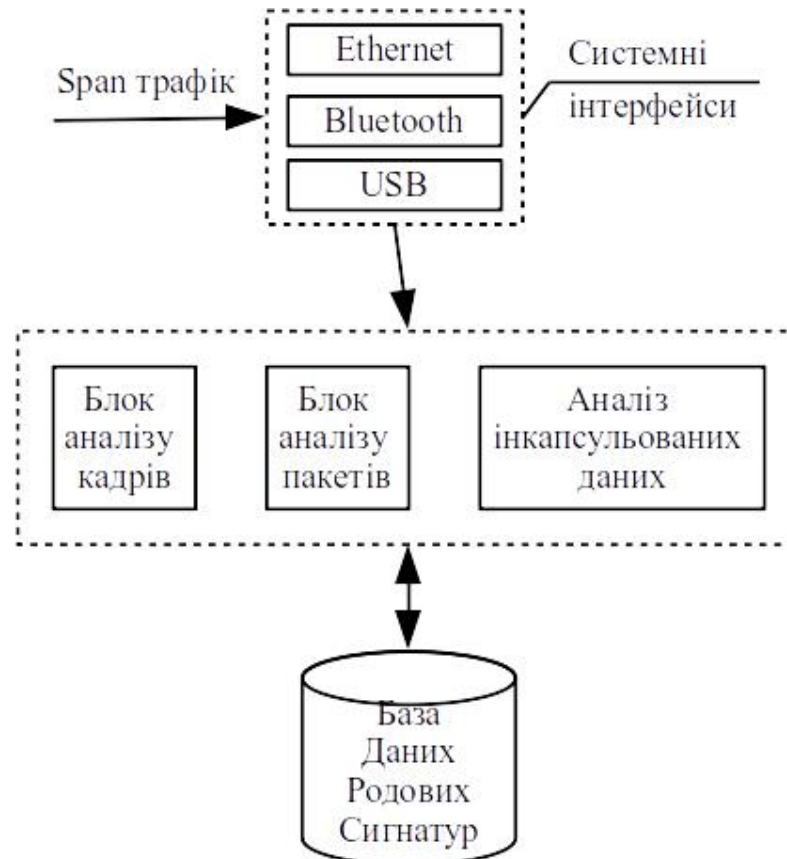 Ethernet
Span трафік
Bluetooth
Системні
інтерфейси
USB
Блок
аналізу
кадрів
Блок
аналізу
пакетів
Аналіз
інкапсульованих
даних
База
Даних
Родових
Сигнатур